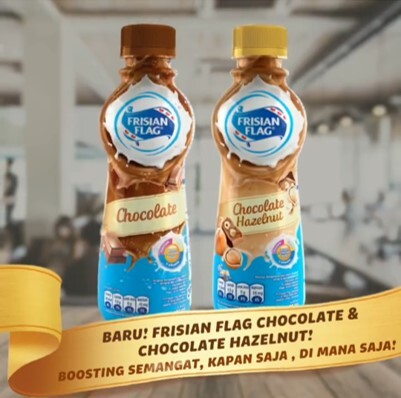 FRISIAN FLAG
Chocolate
FRISIAN FLAG
Chocolate
Hazelnut
BARU! FRISIAN FLAG CHOCOLATE &
CHOCOLATE HAZELNUT!
BOOSTING SEMANGAT, KAPAN SAJA , DI MANA SAJA!